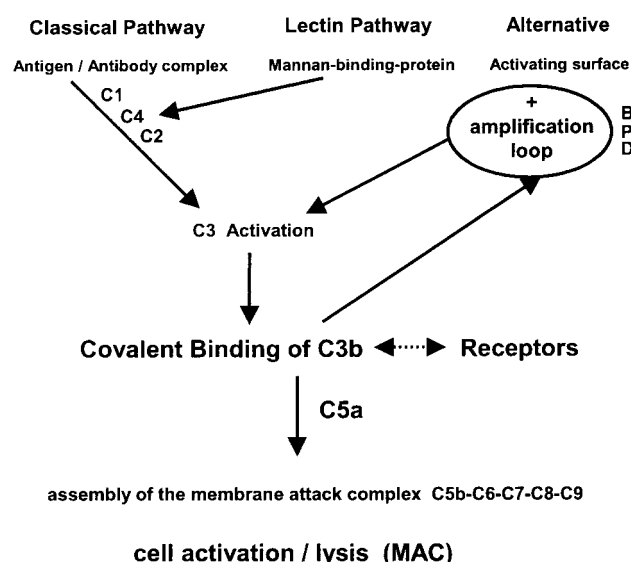 Classical Pathway
Lectin Pathway
Alternative
Antigen / Antibody complex
Mannan-binding-protein
Activating surface
C1
C4
C2
+
amplification
loop
B
P
D
C3 Activation
Covalent Binding of C3b
Receptors
C5a
assembly of the membrane attack complex C5b-C6-C7-C8-C9
cell activation / lysis (MAC)